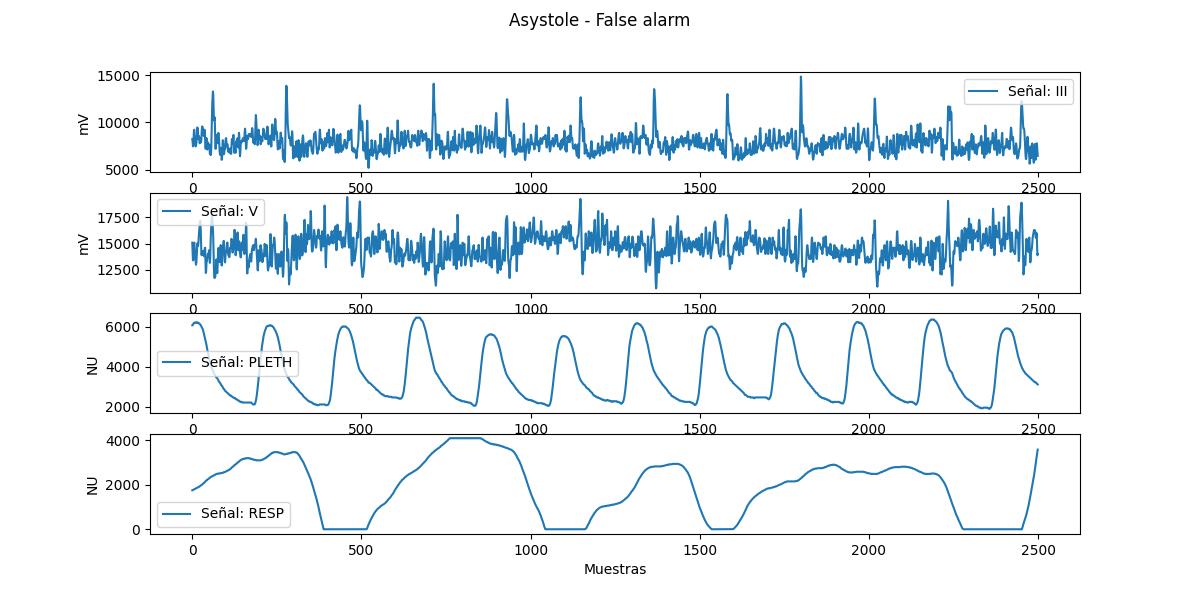 Asystole - False alarm
15000
10000
5000
mV
Señal: III
0 500 1000 1500 2000 2500
17500
15000
12500
mV
Señal: V
0 500 1000 1500 2000 2500
6000
4000
2000
NU
Señal: PLETH
0 500 1000 1500 2000 2500
4000
2000
0
NU
Señal: RESP
0 500 1000 1500 2000 2500
Muestras